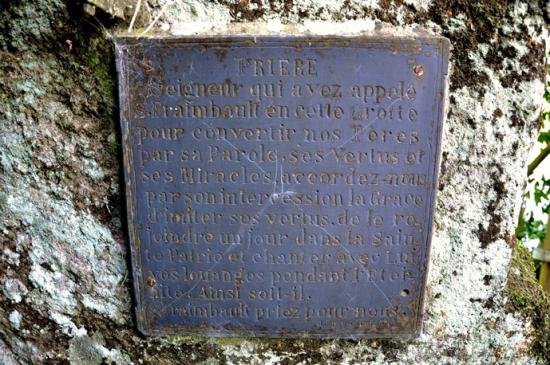 PRIERE
Seigneur qui avez appelé
S. Fraimbault en cette Grotte
pour convertir nos Pères
par sa Parole, ses Vertus et
ses Miracles, accordez-nous
par son intercession la Grace
d'imiter ses vertus, de le re
joindre un jour dans la Sain
te Patrie et chanter avec Lui
vos louanges pendant l'Eter
nité. Ainsi soit-il.
S. Fraimbault priez pour nous.